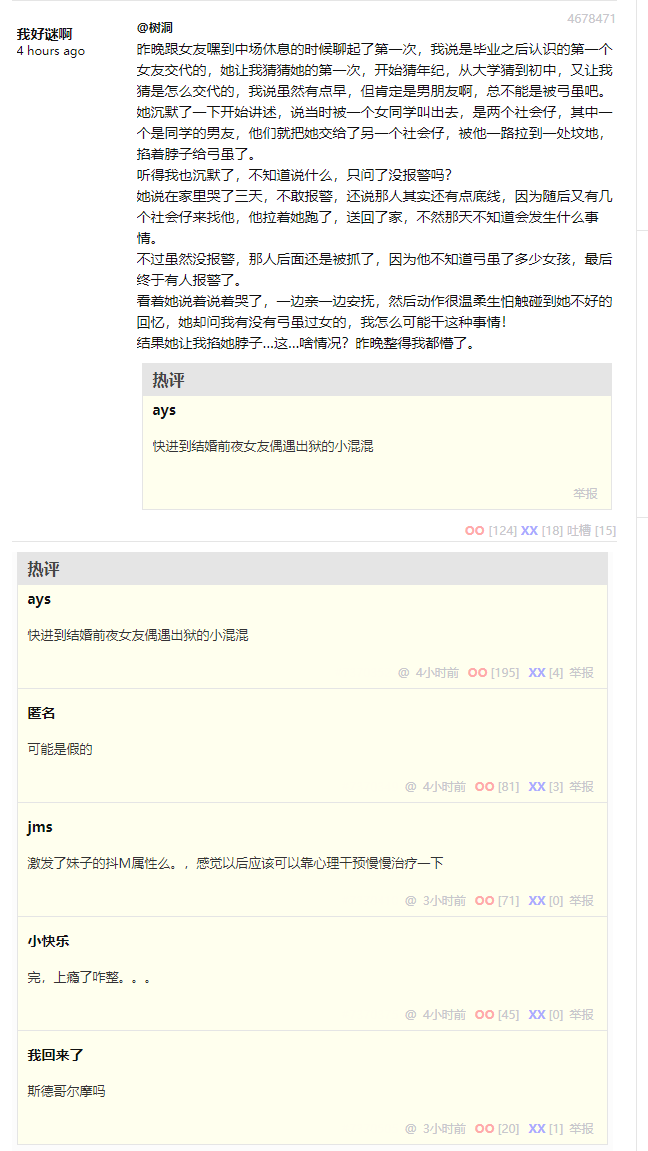 4678471
我好谜啊
4 hours ago
@树洞
昨晚跟女友嘿到中场休息的时候聊起了第一次，我说是毕业之后认识的第一个
女友交代的，她让我猜猜她的第一次，开始猜年纪，从大学猜到初中，又让我
猜是怎么交代的，我说虽然有点早，但肯定是男朋友啊，总不能是被弓虽吧。
她沉默了一下开始讲述，说当时被一个女同学叫出去，是两个社会仔，其中一
个是同学的男友，他们就把她交给了另一个社会仔，被他一路拉到一处坟地，
掐着脖子给弓虽了。
听得我也沉默了，不知道说什么，只问了没报警吗？
她说在家里哭了三天，不敢报警，还说那人其实还有点底线，因为随后又有几
个社会仔来找他，他拉着她跑了，送回了家，不然那天不知道会发生什么事
情。
不过虽然没报警，那人后面还是被抓了，因为他不知道弓虽了多少女孩，最后
终于有人报警了。
看着她说着说着哭了，一边亲一边安抚，然后动作很温柔生怕触碰到她不好的
回忆，她却问我有没有弓虽过女的，我怎么可能干这种事情！
结果她让我掐她脖子...这...啥情况？昨晚整得我都懵了。
热评
ays
快进到结婚前夜女友偶遇出狱的小混混
举报
OO [124] XX [18] 吐槽 [15]
热评
ays
快进到结婚前夜女友偶遇出狱的小混混
@ 4小时前 OO [195] XX [4] 举报
匿名
可能是假的
@ 4小时前 OO [81] XX [3] 举报
jms
激发了妹子的抖M属性么。，感觉以后应该可以靠心理干预慢慢治疗一下
@ 3小时前 OO [71] XX [0] 举报
小快乐
完，上瘾了咋整。。。
@ 4小时前 OO [45] XX [0] 举报
我回来了
斯德哥尔摩吗
@ 3小时前 OO [20] XX [1] 举报